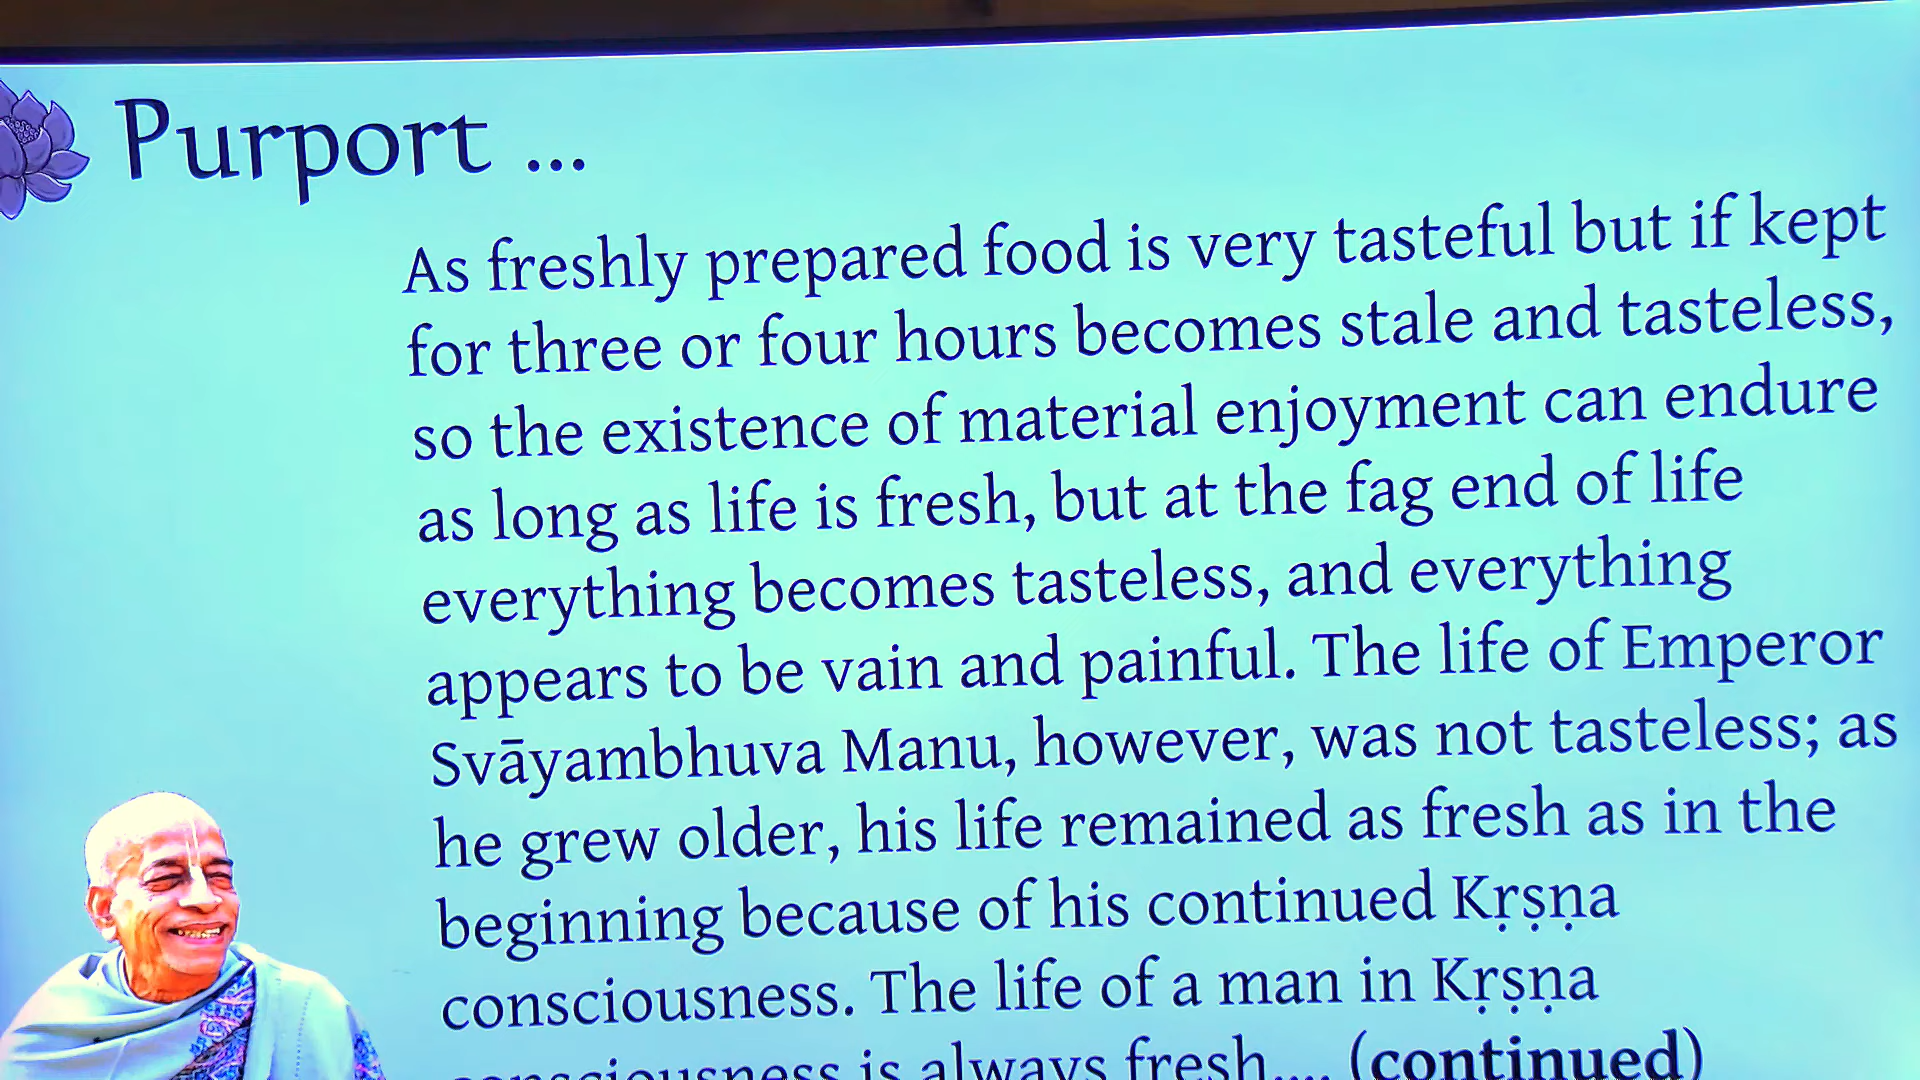 Purport ...
As freshly prepared food is very tasteful but if kept
for three or four hours becomes stale and tasteless,
so the existence of material enjoyment can endure
as long as life is fresh, but at the fag end of life
everything becomes tasteless, and everything
appears to be vain and painful. The life of Emperor
Svāyambhuva Manu, however, was not tasteless; as
he grew older, his life remained as fresh as in the
beginning because of his continued Kṛṣṇa
consciousness. The life of a man in Kṛṣṇa
consciousness is always fresh.... (continued)